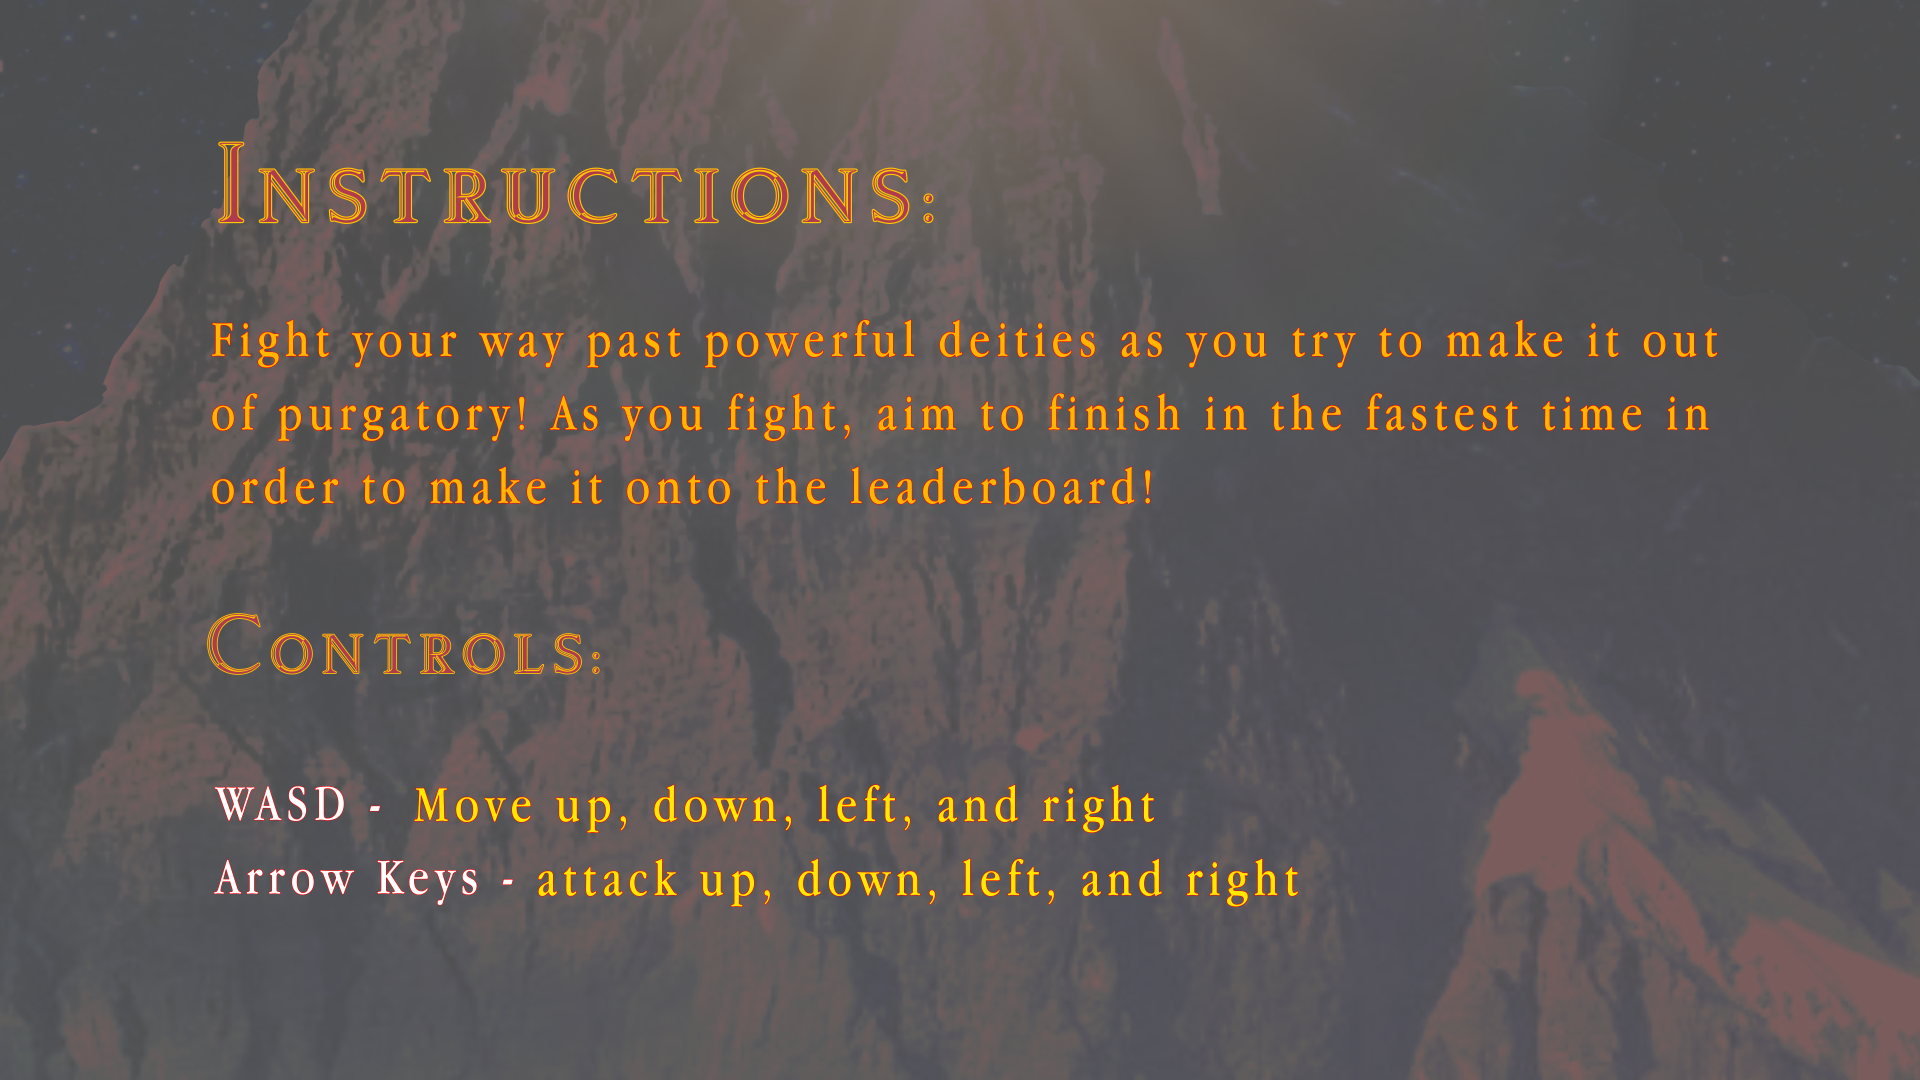 Instructions:
Fight your way past powerful deities as you try to make it out
of purgatory! As you fight, aim to finish in the fastest time in
order to make it onto the leaderboard!
Controls:
WASD - Move up, down, left, and right
Arrow Keys - attack up, down, left, and right